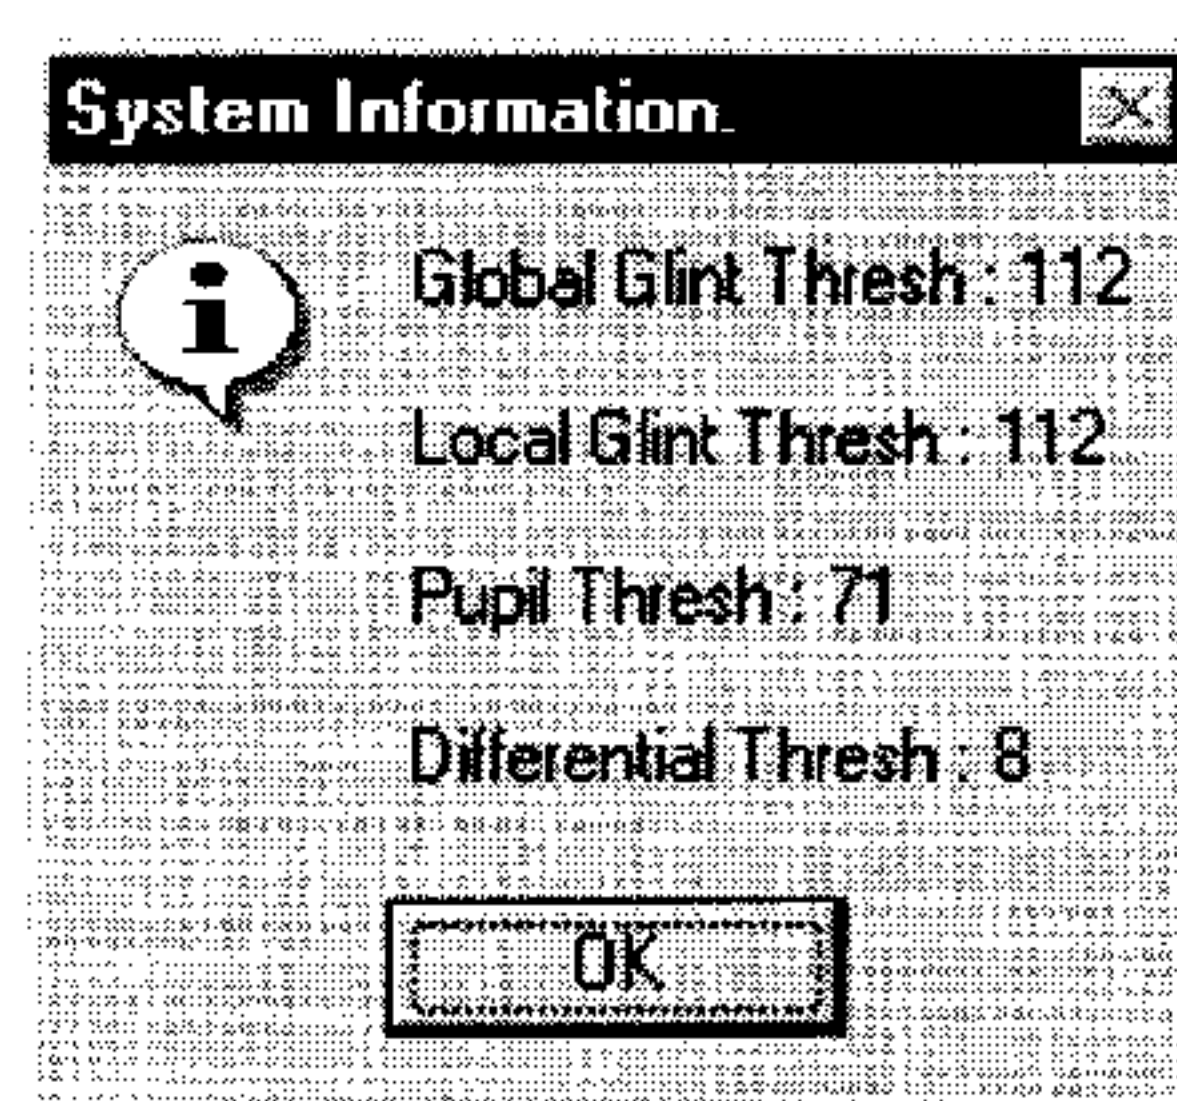 System Information.
Global Glint Thresh : 112
Local Glint Thresh : 112
Pupil Thresh : 71
Differential Thresh : 8
OK